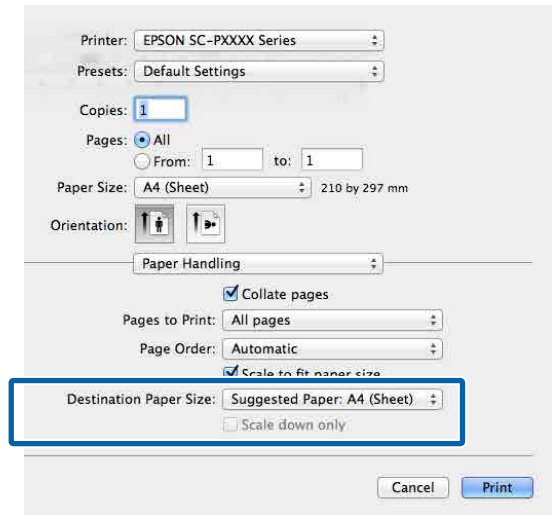 Printer: EPSON SC-PXXXX Series
Presets: Default Settings
Copies: 1
Pages: All
From: 1 to: 1
Paper Size: A4 (Sheet) 210 by 297 mm
Orientation:
Paper Handling
Collate pages
Pages to Print: All pages
Page Order: Automatic
Scale to fit paper size
Destination Paper Size: Suggested Paper: A4 (Sheet)
Scale down only
Cancel Print